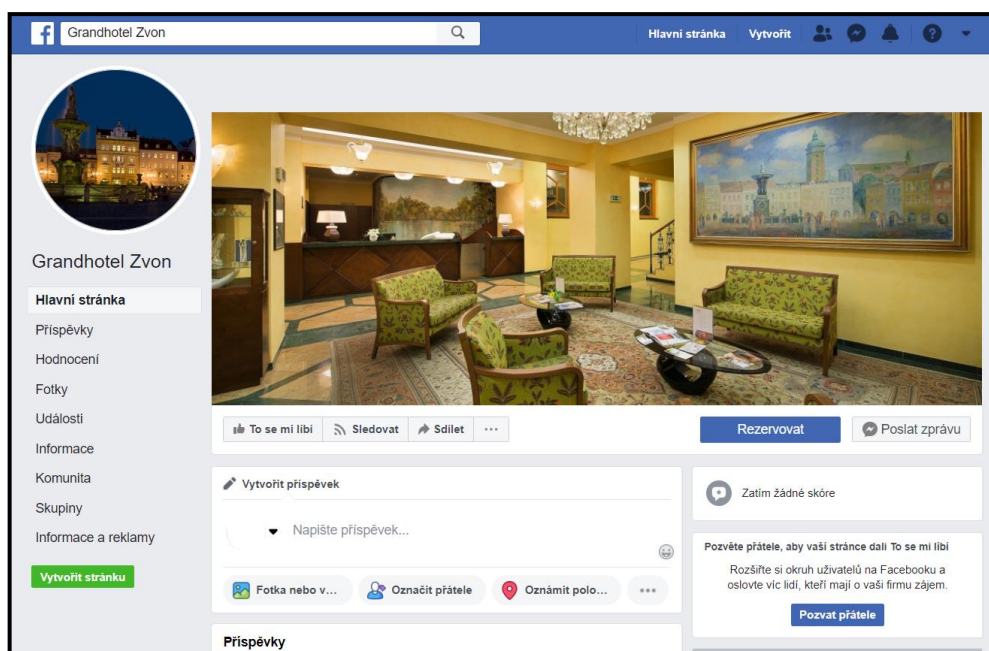 Grandhotel Zvon
Hlavní stránka
Vytvořit
Grandhotel Zvon
Hlavní stránka
Příspěvky
Hodnocení
Fotky
Události
Informace
Komunita
Skupiny
Informace a reklamy
Vytvořit stránku
To se mi líbí
Sledovat
Sdílet
Rezervovat
Poslat zprávu
Vytvořit příspěvek
Napište příspěvek...
Fotka nebo v...
Označit přátele
Oznámit polo...
Příspěvky
Zatím žádné skóre
Pozvěte přátele, aby vaší stránce dali To se mi líbí
Rozšiřte si okruh uživatelů na Facebooku a
oslovte víc lidí, kteří mají o vaši firmu zájem.
Pozvat přátele